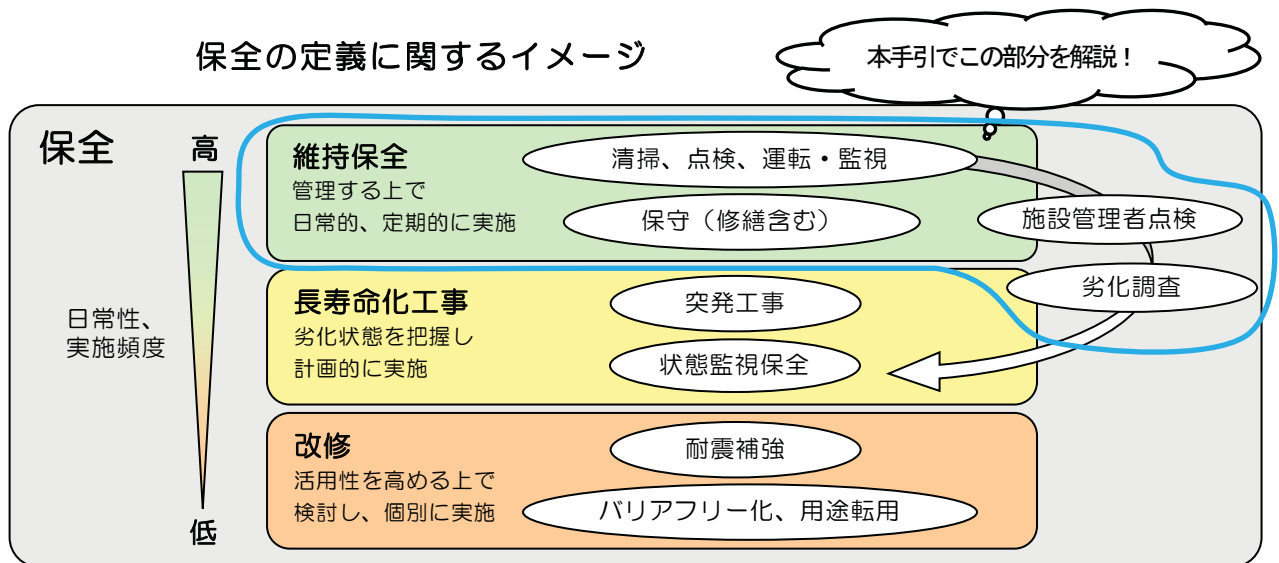 保全の定義に関するイメージ
本手引でこの部分を解説！
保全
高
日常性、
実施頻度
低
維持保全
管理する上で
日常的、定期的に実施
清掃、点検、運転・監視
保守（修繕含む）
施設管理者点検
劣化調査
長寿命化工事
劣化状態を把握し
計画的に実施
突発工事
状態監視保全
改修
活用性を高める上で
検討し、個別に実施
耐震補強
バリアフリー化、用途転用